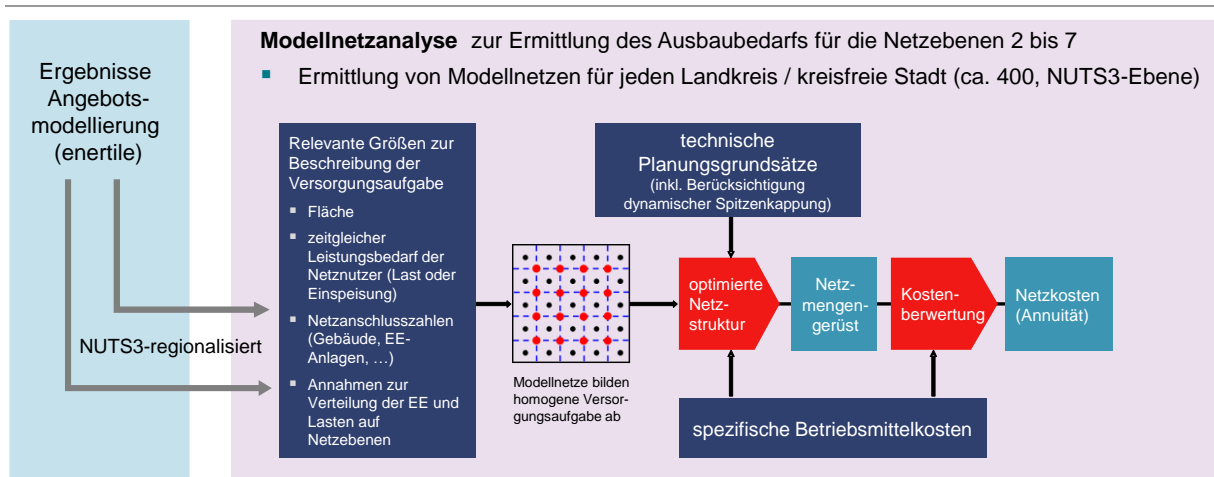 Ergebnisse
Angebots-
modellierung
(enertile)
NUTS3-regionalisiert
Modellnetzanalyse zur Ermittlung des Ausbaubedarfs für die Netzebenen 2 bis 7
▪ Ermittlung von Modellnetzen für jeden Landkreis / kreisfreie Stadt (ca. 400, NUTS3-Ebene)
Relevante Größen zur
Beschreibung der
Versorgungsaufgabe
▪ Fläche
▪ zeitgleicher
Leistungsbedarf der
Netznutzer (Last oder
Einspeisung)
▪ Netzanschlusszahlen
(Gebäude, EE-
Anlagen, …)
▪ Annahmen zur
Verteilung der EE und
Lasten auf
Netzebenen
Modellnetze bilden
homogene Versor-
gungsaufgabe ab
technische
Planungsgrundsätze
(inkl. Berücksichtigung
dynamischer Spitzenkappung)
optimierte
Netz-
struktur
Netz-
mengen-
gerüst
Kosten-
berwertung
Netzkosten
(Annuität)
spezifische Betriebsmittelkosten